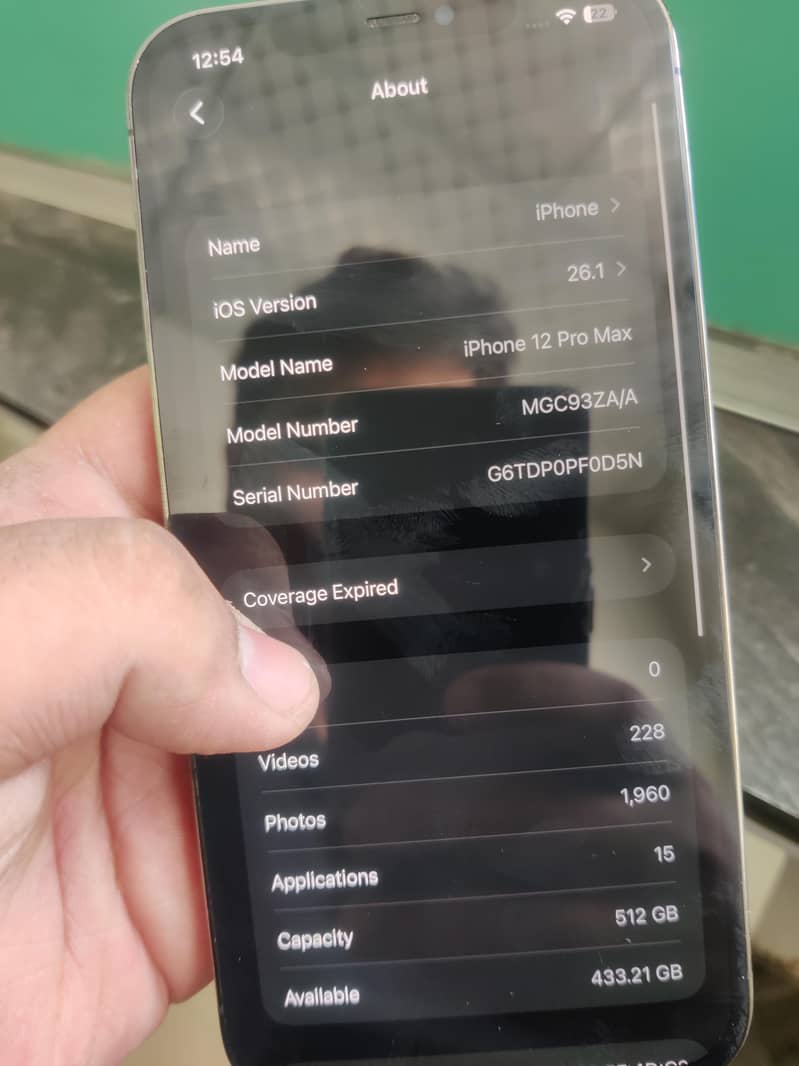 12:54
22
About
Name iPhone
iOS Version 26.1
Model Name iPhone 12 Pro Max
Model Number MGC93ZA/A
Serial Number G6TDP0PF0D5N
Coverage Expired
0
Videos 228
Photos 1,960
Applications 15
Capacity 512 GB
Available 433.21 GB